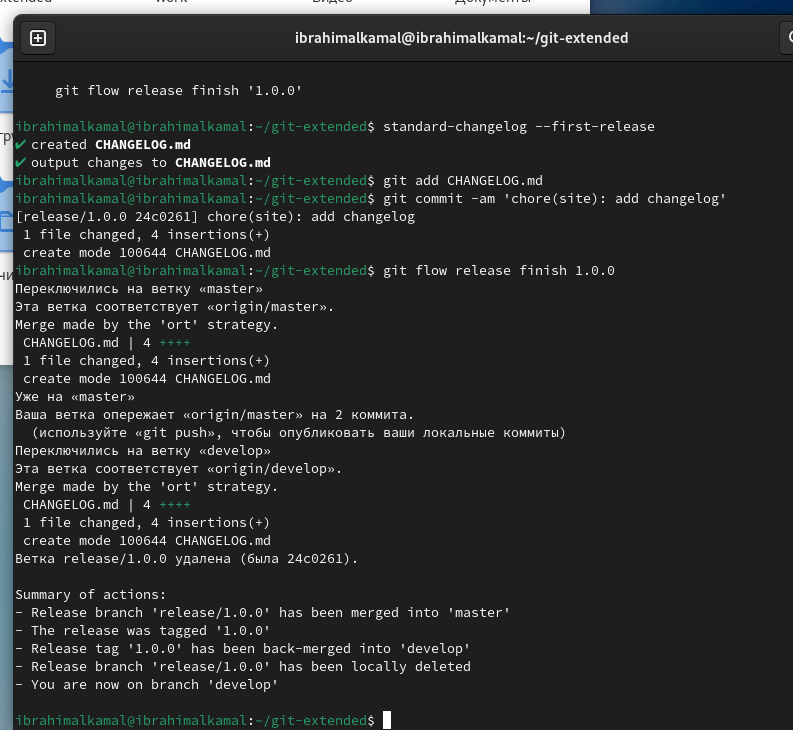 work
ibrahimalkamal@ibrahimalkamal:~/git-extended
git flow release finish '1.0.0'
ibrahimalkamal@ibrahimalkamal:~/git-extended$ standard-changelog --first-release
✔ created CHANGELOG.md
✔ output changes to CHANGELOG.md
ibrahimalkamal@ibrahimalkamal:~/git-extended$ git add CHANGELOG.md
ibrahimalkamal@ibrahimalkamal:~/git-extended$ git commit -am 'chore(site): add changelog'
[release/1.0.0 24c0261] chore(site): add changelog
1 file changed, 4 insertions(+)
create mode 100644 CHANGELOG.md
ibrahimalkamal@ibrahimalkamal:~/git-extended$ git flow release finish 1.0.0
Переключились на ветку «master»
Эта ветка соответствует «origin/master».
Merge made by the 'ort' strategy.
CHANGELOG.md | 4 ++++
1 file changed, 4 insertions(+)
create mode 100644 CHANGELOG.md
Уже на «master»
Ваша ветка опережает «origin/master» на 2 коммита.
(используйте «git push», чтобы опубликовать ваши локальные коммиты)
Переключились на ветку «develop»
Эта ветка соответствует «origin/develop».
Merge made by the 'ort' strategy.
CHANGELOG.md | 4 ++++
1 file changed, 4 insertions(+)
create mode 100644 CHANGELOG.md
Ветка release/1.0.0 удалена (была 24c0261).
Summary of actions:
- Release branch 'release/1.0.0' has been merged into 'master'
- The release was tagged '1.0.0'
- Release tag '1.0.0' has been back-merged into 'develop'
- Release branch 'release/1.0.0' has been locally deleted
- You are now on branch 'develop'
ibrahimalkamal@ibrahimalkamal:~/git-extended$